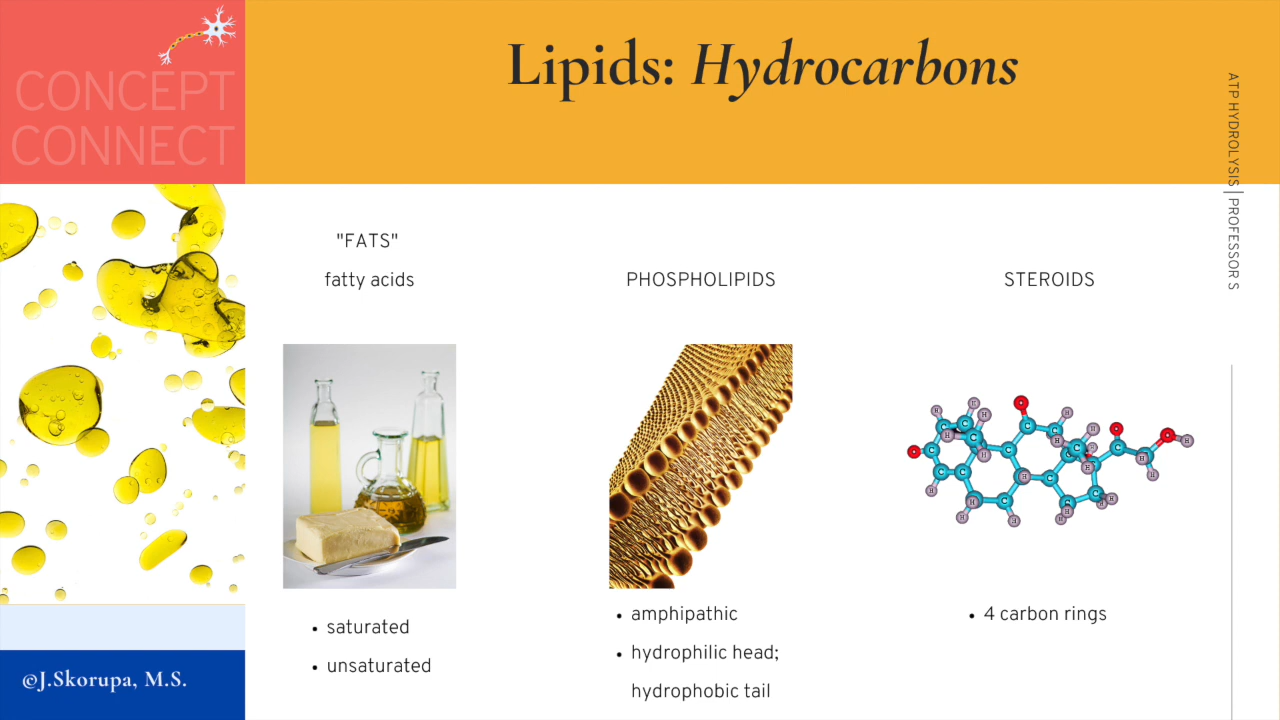 CONCEPT
CONNECT
Lipids: Hydrocarbons
ATP HYDROLYSIS | PROFESSOR S
"FATS"
fatty acids
PHOSPHOLIPIDS
STEROIDS
• saturated
• unsaturated
• amphipathic
• hydrophilic head;
hydrophobic tail
• 4 carbon rings
©J.Skorupa, M.S.